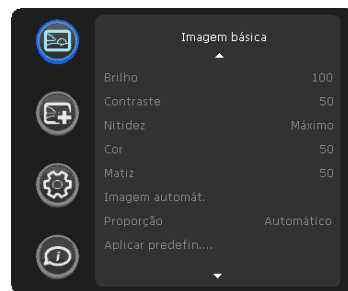 Imagem básica
Brilho 100
Contraste 50
Nitidez Máximo
Cor 50
Matiz 50
Imagem automát.
Proporção Automático
Aplicar predefin....